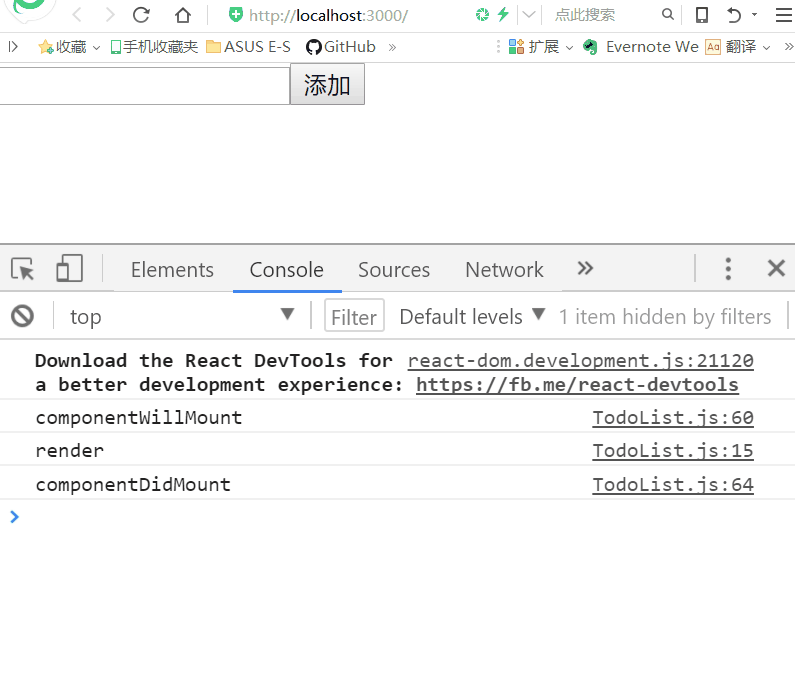 http://localhost:3000/ 点此搜索
收藏 手机收藏夹 ASUS E-S GitHub » 扩展 Evernote We Aa 翻译 »
添加
Elements Console Sources Network »
top Filter Default levels 1 item hidden by filters
Download the React DevTools for react-dom.development.js:21120
a better development experience: https://fb.me/react-devtools
componentWillMount TodoList.js:60
render TodoList.js:15
componentDidMount TodoList.js:64